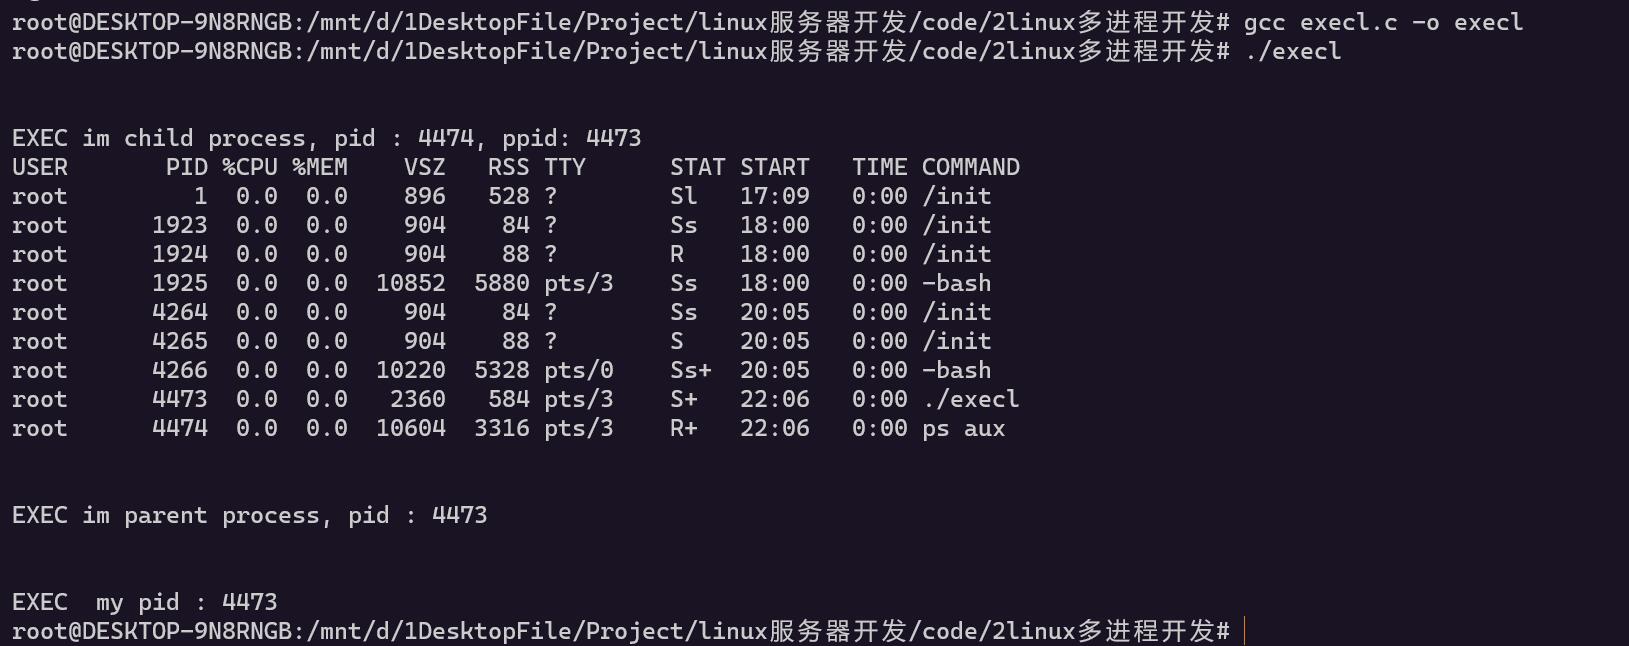 root@DESKTOP-9N8RNGB:/mnt/d/1DesktopFile/Project/linux服务器开发/code/2linux多进程开发# gcc execl.c -o execl
root@DESKTOP-9N8RNGB:/mnt/d/1DesktopFile/Project/linux服务器开发/code/2linux多进程开发# ./execl
EXEC im child process, pid : 4474, ppid: 4473
USER       PID %CPU %MEM    VSZ   RSS TTY      STAT START   TIME COMMAND
root         1  0.0  0.0    896   528 ?        Sl   17:09   0:00 /init
root      1923  0.0  0.0    904    84 ?        Ss   18:00   0:00 /init
root      1924  0.0  0.0    904    88 ?        R    18:00   0:00 /init
root      1925  0.0  0.0  10852  5880 pts/3    Ss   18:00   0:00 -bash
root      4264  0.0  0.0    904    84 ?        Ss   20:05   0:00 /init
root      4265  0.0  0.0    904    88 ?        S    20:05   0:00 /init
root      4266  0.0  0.0  10220  5328 pts/0    Ss+  20:05   0:00 -bash
root      4473  0.0  0.0   2360   584 pts/3    S+   22:06   0:00 ./execl
root      4474  0.0  0.0  10604  3316 pts/3    R+   22:06   0:00 ps aux
EXEC im parent process, pid : 4473
EXEC  my pid : 4473
root@DESKTOP-9N8RNGB:/mnt/d/1DesktopFile/Project/linux服务器开发/code/2linux多进程开发#